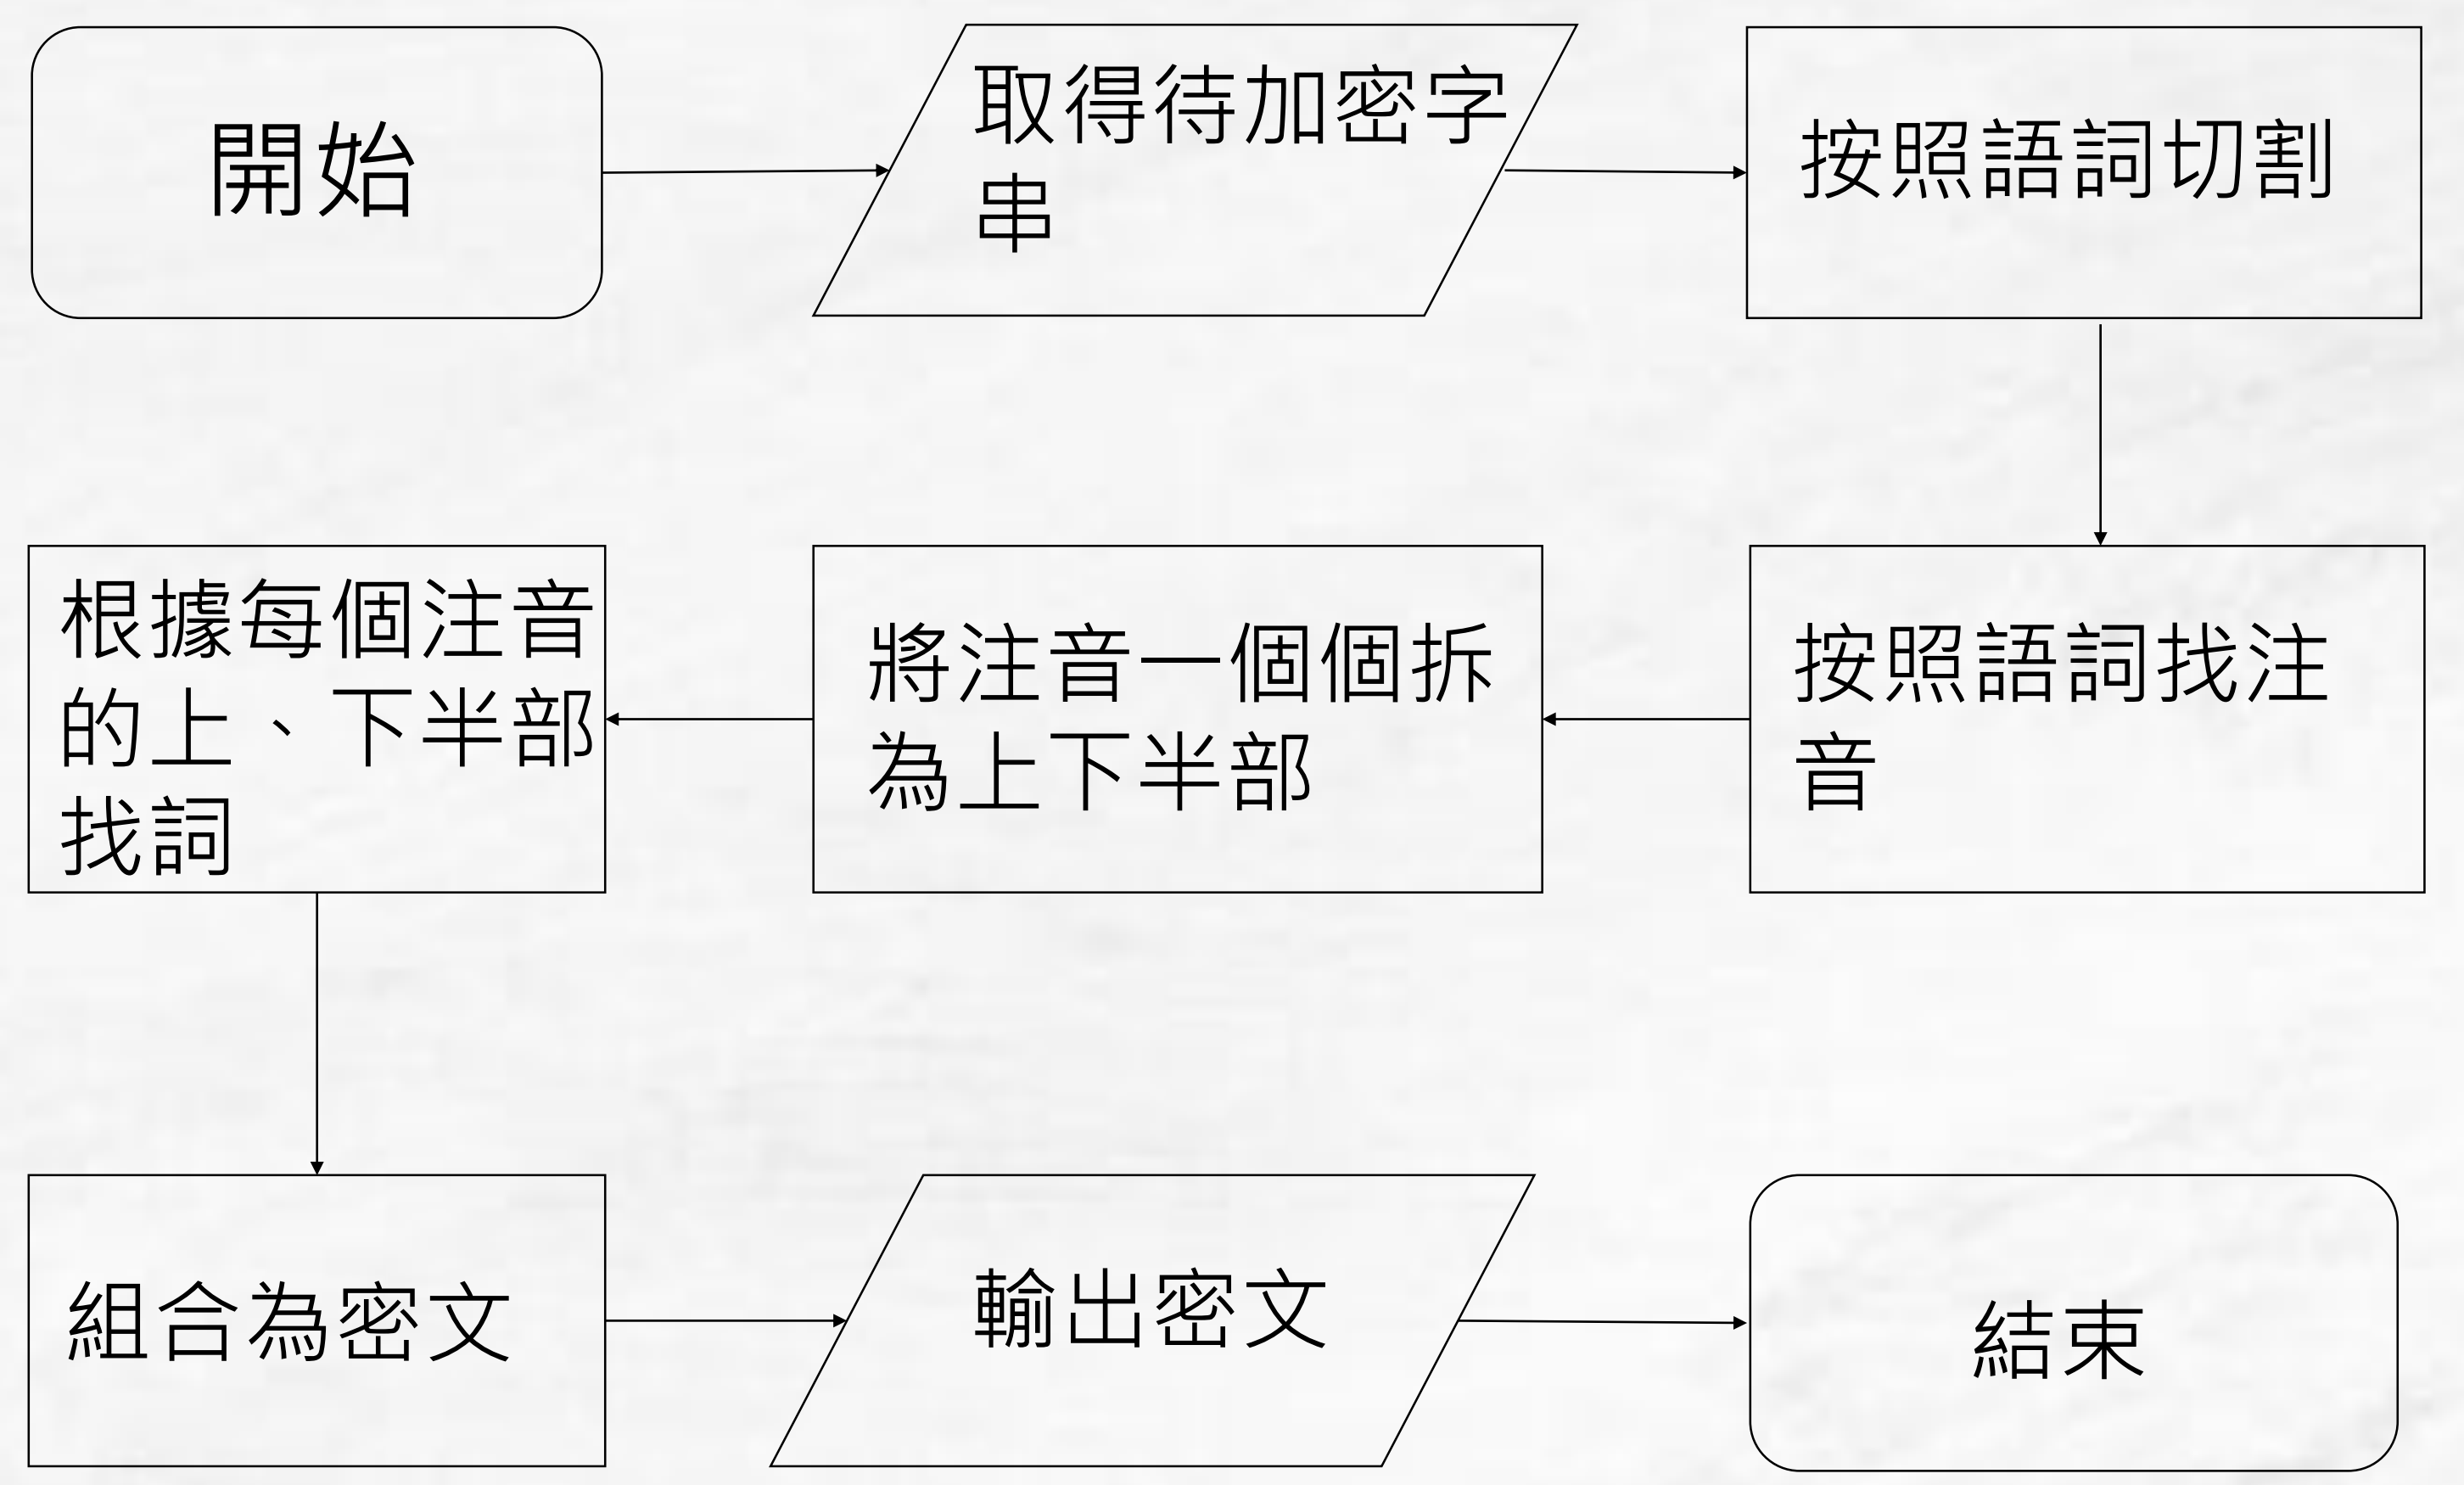 開始
取得待加密字
串
按照語詞切割
按照語詞找注
音
將注音一個個拆
為上下半部
根據每個注音
的上、下半部
找詞
組合為密文
輸出密文
結束